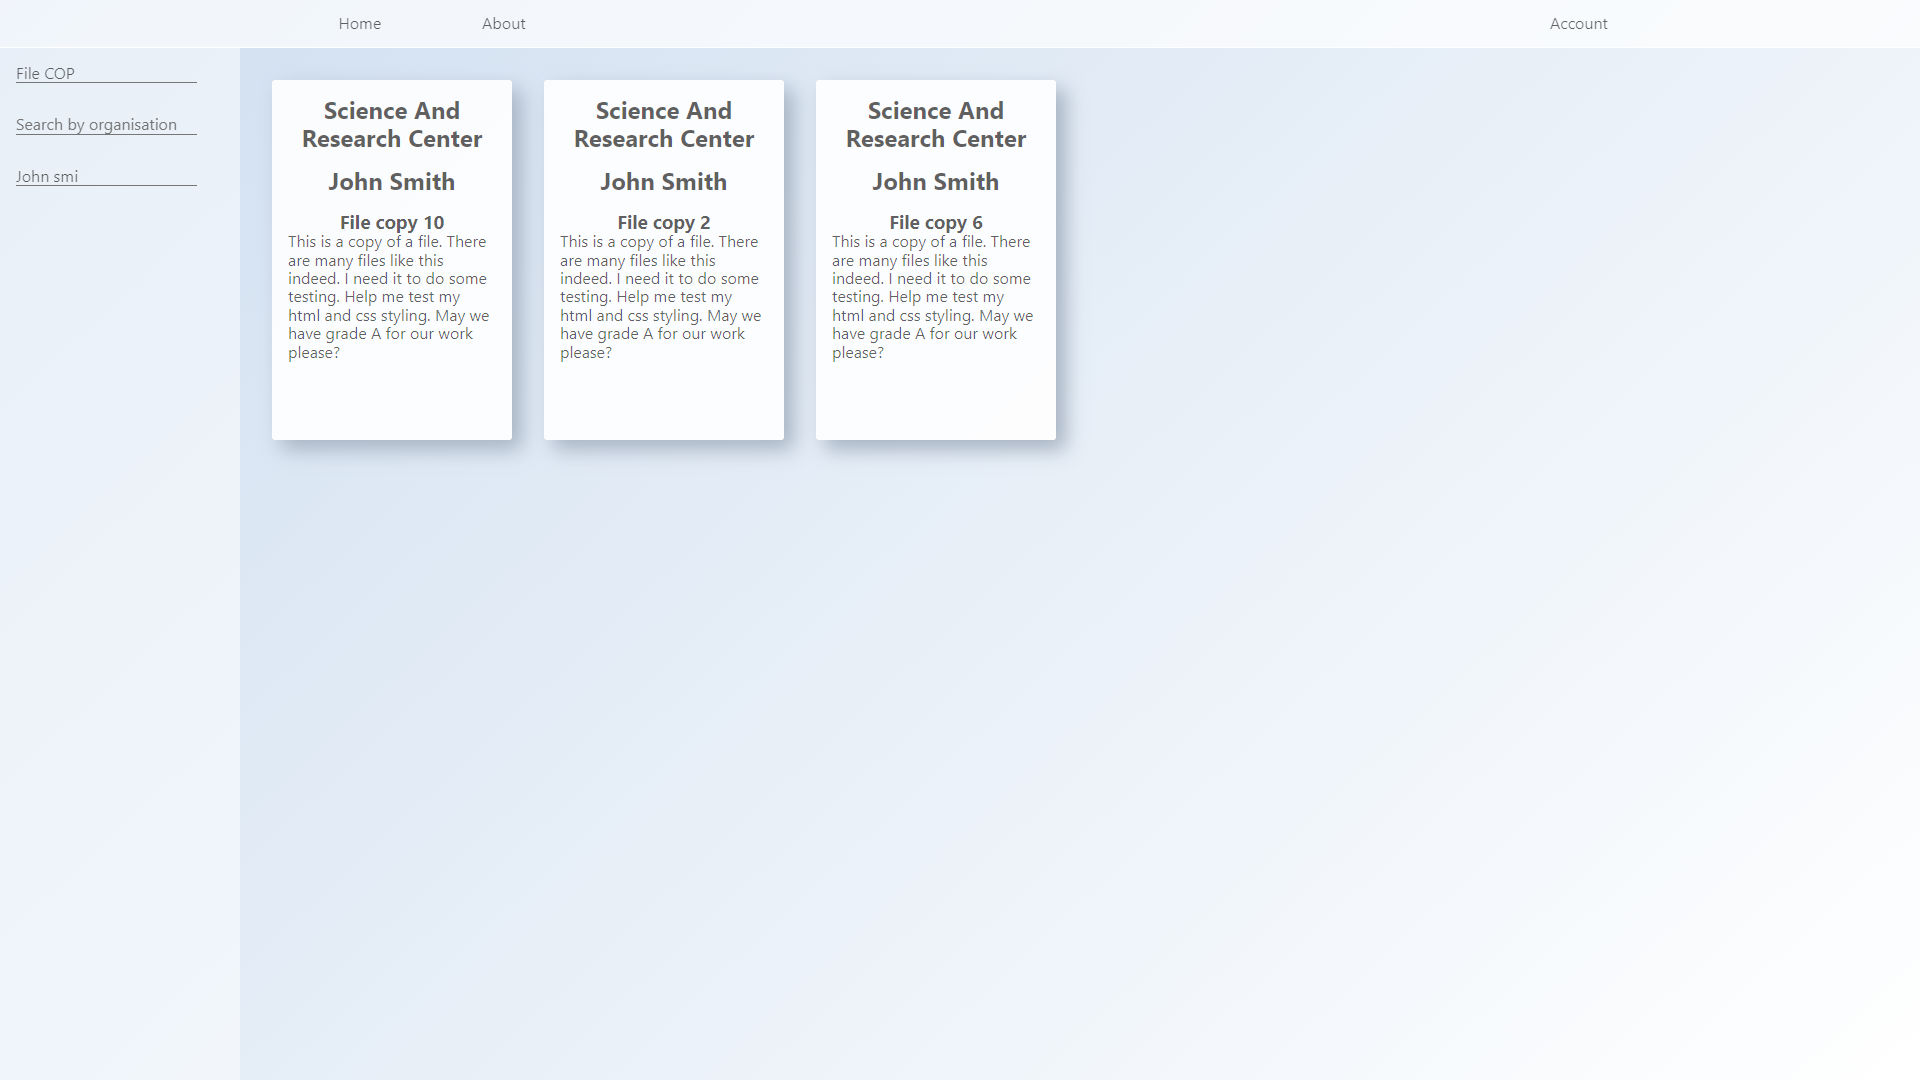 Home
About
Account
File COP
Search by organisation
John smi
Science And
Research Center
John Smith
File copy 10
This is a copy of a file. There
are many files like this
indeed. I need it to do some
testing. Help me test my
html and css styling. May we
have grade A for our work
please?
Science And
Research Center
John Smith
File copy 2
This is a copy of a file. There
are many files like this
indeed. I need it to do some
testing. Help me test my
html and css styling. May we
have grade A for our work
please?
Science And
Research Center
John Smith
File copy 6
This is a copy of a file. There
are many files like this
indeed. I need it to do some
testing. Help me test my
html and css styling. May we
have grade A for our work
please?